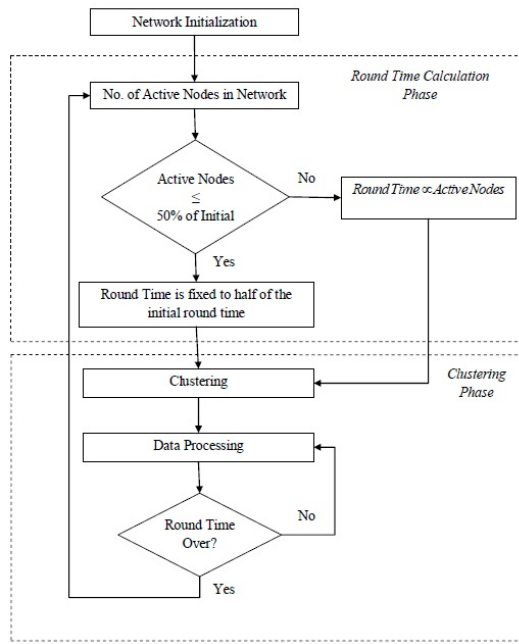 Network Initialization
Round Time Calculation
Phase
No. of Active Nodes in Network
Active Nodes
≤
50% of Initial
No
Round Time ∝ Active Nodes
Yes
Round Time is fixed to half of the
initial round time
Clustering
Phase
Clustering
Data Processing
Round Time
Over?
No
Yes